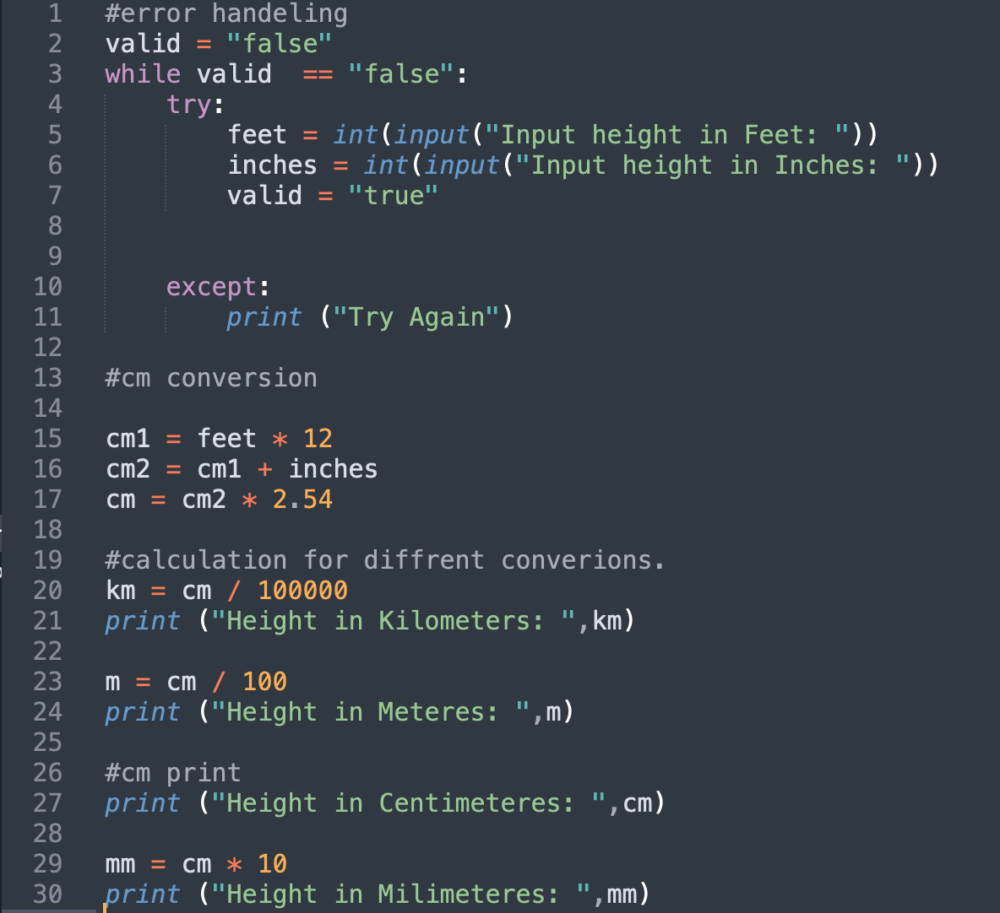 1 #error handeling
2 valid = "false"
3 while valid  == "false":
4     try:
5         feet = int(input("Input height in Feet: "))
6         inches = int(input("Input height in Inches: "))
7         valid = "true"
8
9
10     except:
11         print ("Try Again")
12
13 #cm conversion
14
15 cm1 = feet * 12
16 cm2 = cm1 + inches
17 cm = cm2 * 2.54
18
19 #calculation for diffrent converions.
20 km = cm / 100000
21 print ("Height in Kilometers: ",km)
22
23 m = cm / 100
24 print ("Height in Meteres: ",m)
25
26 #cm print
27 print ("Height in Centimeteres: ",cm)
28
29 mm = cm * 10
30 print ("Height in Milimeteres: ",mm)